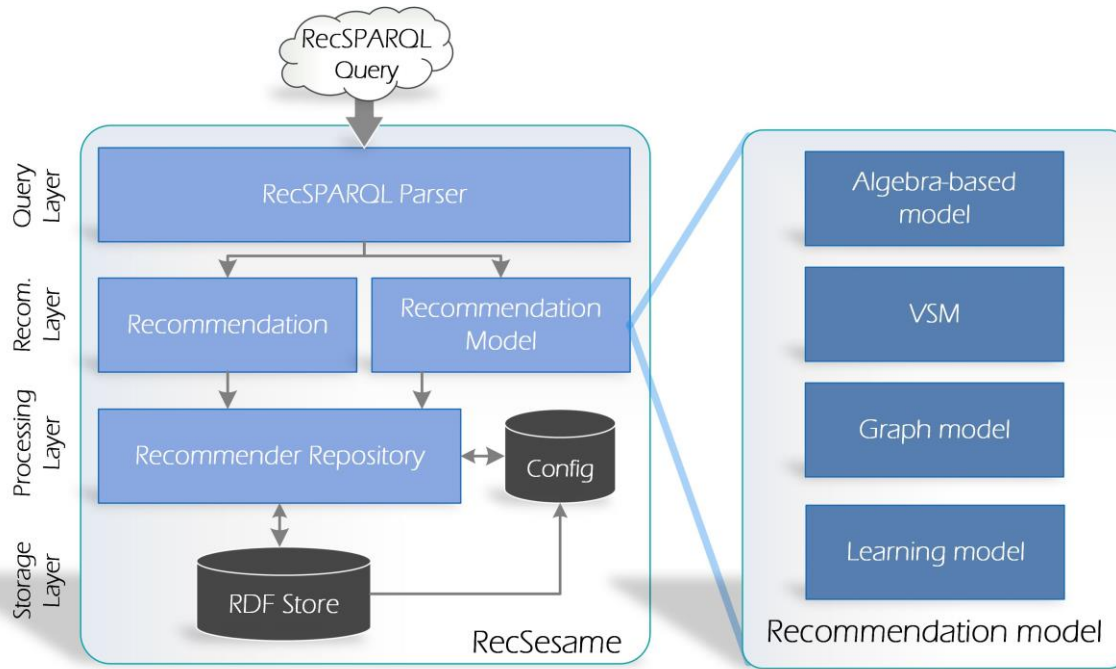 RecSPARQL
Query
Query
Layer
RecSPARQL Parser
Recom.
Layer
Recommendation
Recommendation
Model
Processing
Layer
Recommender Repository
Config
Storage
Layer
RDF Store
RecSesame
Algebra-based
model
VSM
Graph model
Learning model
Recommendation model